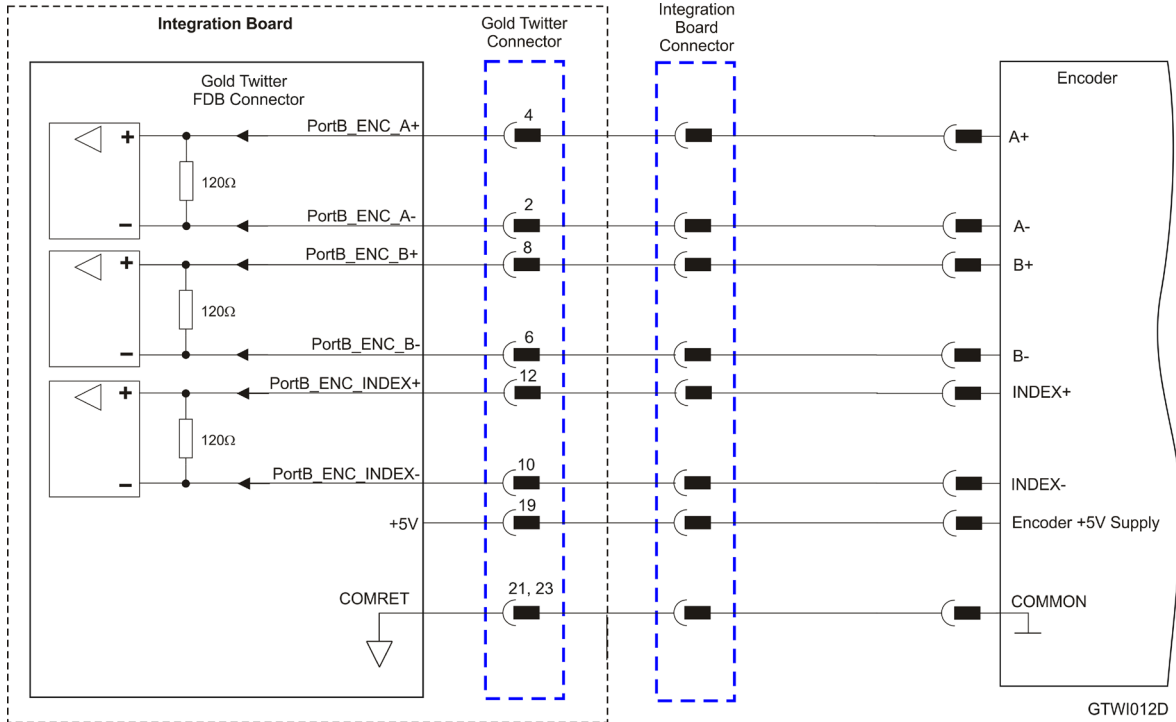 Integration Board
Gold Twitter
Connector
Integration
Board
Connector
Gold Twitter
FDB Connector
Encoder
+
PortB_ENC_A+
4
A+
120Ω
−
PortB_ENC_A-
2
A-
+
PortB_ENC_B+
8
B+
120Ω
−
PortB_ENC_B-
6
B-
+
PortB_ENC_INDEX+
12
INDEX+
120Ω
−
PortB_ENC_INDEX-
10
INDEX-
+5V
19
Encoder +5V Supply
COMRET
21, 23
COMMON
GTWI012D